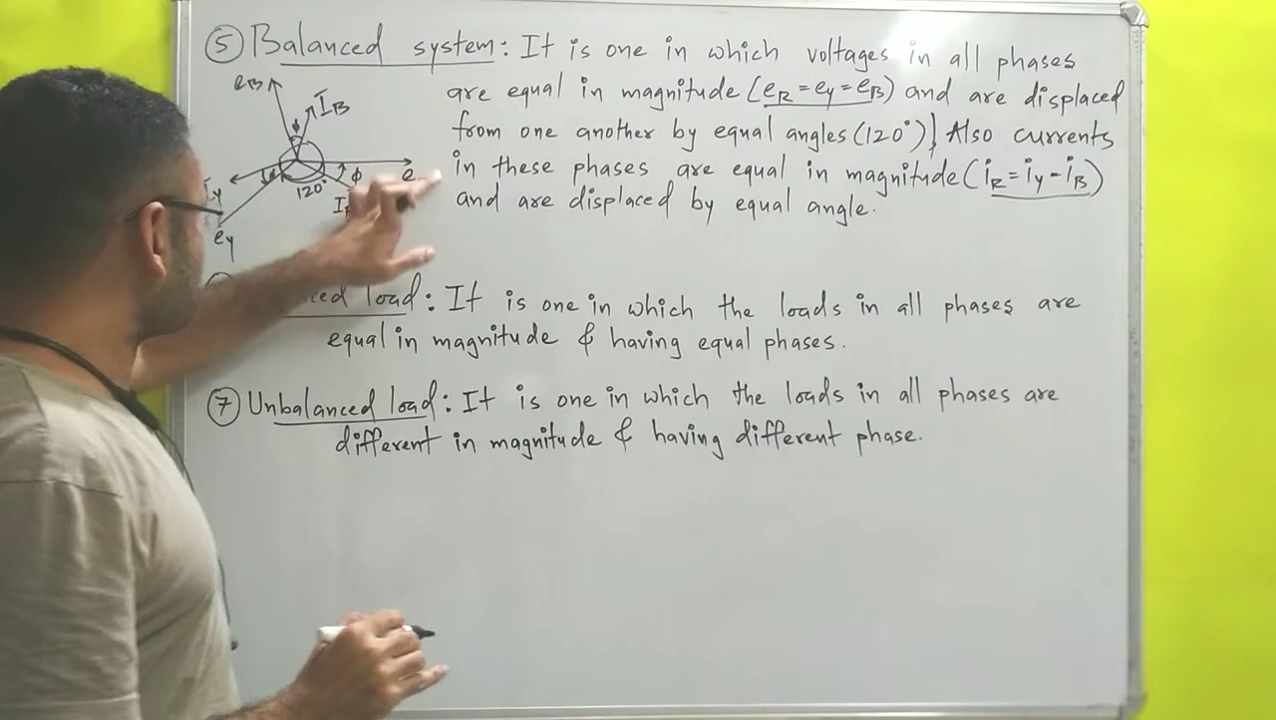 ⑤ Balanced system: It is one in which voltages in all phases
are equal in magnitude (eR = ey = eB) and are displaced
from one another by equal angles (120°). Also currents
in these phases are equal in magnitude (iR = iy - iB)
and are displaced by equal angle.
eB
IB
ϕ
ϕ
120°
ey
load: It is one in which the loads in all phases are
equal in magnitude & having equal phases.
⑦ Unbalanced load: It is one in which the loads in all phases are
different in magnitude & having different phase.